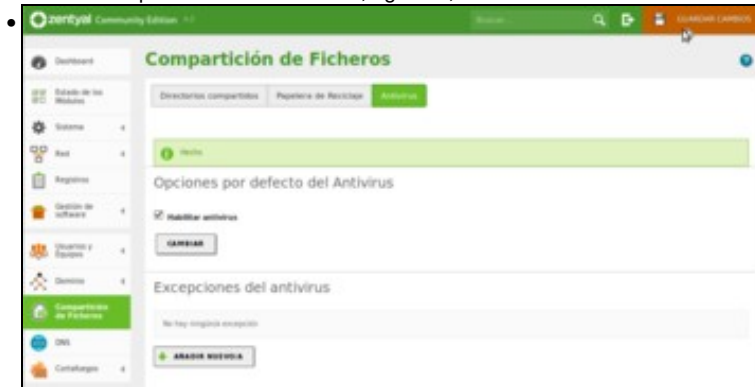 zentyal Community Edition
Buscar...
GUARDAR CAMBIOS
Dashboard
Compartición de Ficheros
Estado de los
Módulos
Directorios compartidos
Papelera de Reciclaje
Antivirus
Sistema
Red
Hecho
Registros
Opciones por defecto del Antivirus
Gestión de
software
Habilitar antivirus
CAMBIAR
Usuarios y
Equipos
Dominio
Excepciones del antivirus
Compartición
de Ficheros
No hay ningún/a excepción
DNS
AÑADIR NUEVO/A
Cortafuegos